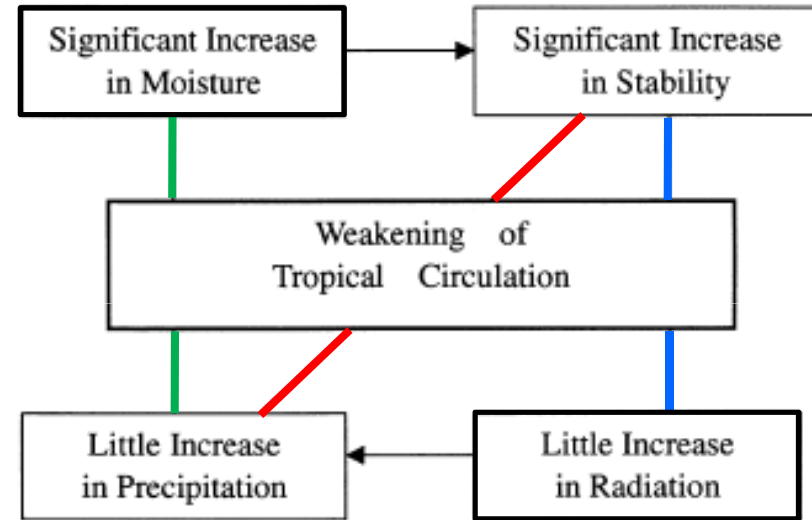 Significant Increase
in Moisture
Significant Increase
in Stability
Weakening of
Tropical Circulation
Little Increase
in Precipitation
Little Increase
in Radiation